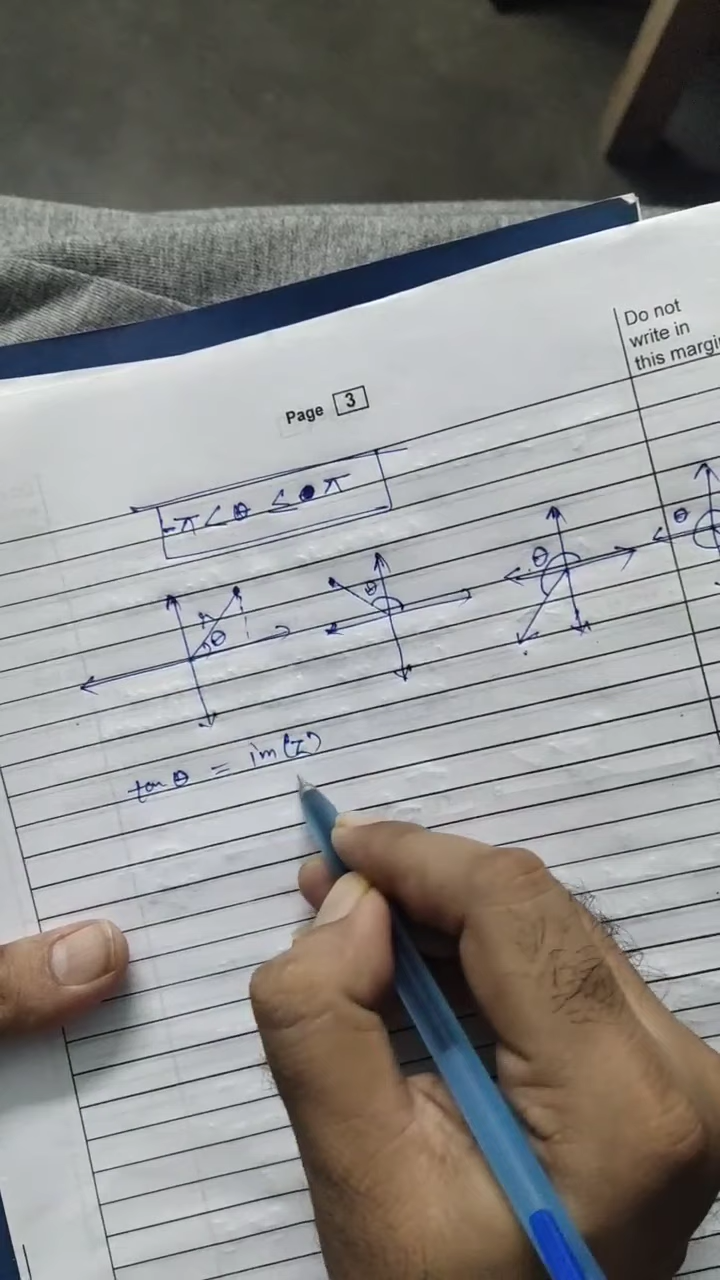 Do not
write in
this margin
Page 3
-π < θ ≤ π
θ
θ
θ
θ
tan θ = im(z)